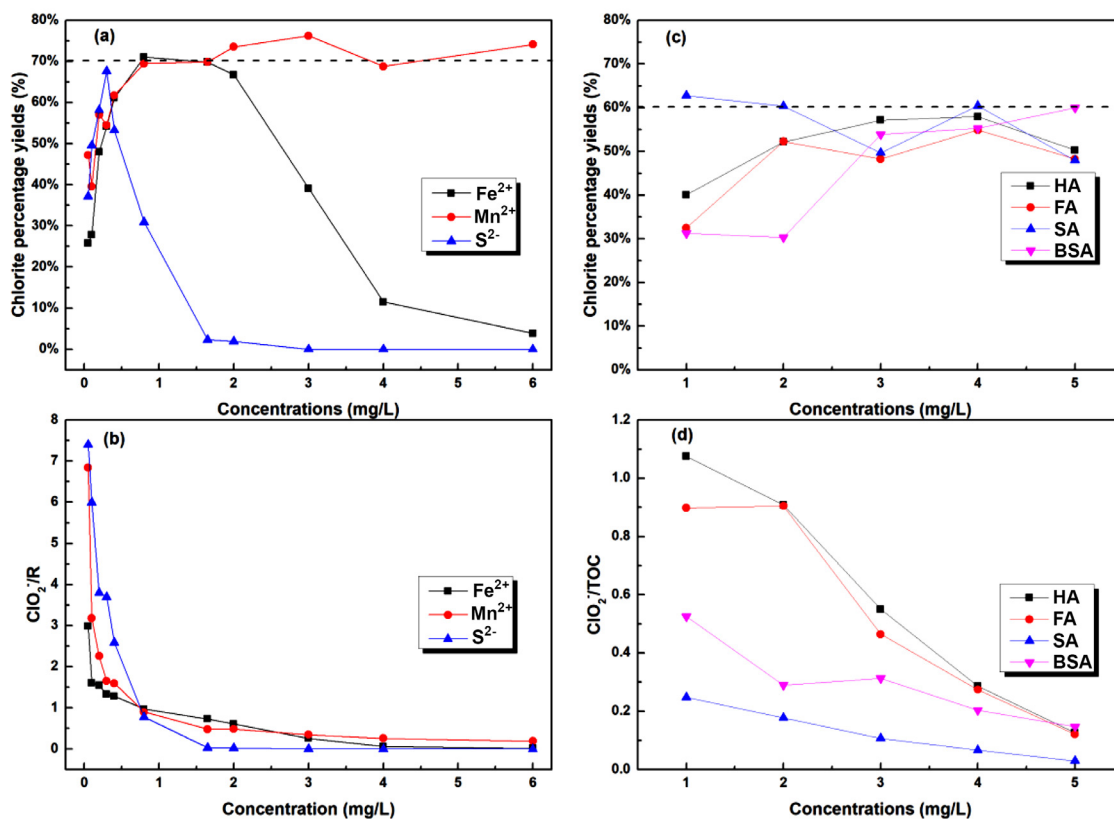 (a)
Chlorite percentage yields (%)
80%
70%
60%
50%
40%
30%
20%
10%
0%
Fe2+
Mn2+
S2-
0 1 2 3 4 5 6
Concentrations (mg/L)
(c)
Chlorite percentage yields (%)
80%
70%
60%
50%
40%
30%
20%
10%
0%
HA
FA
SA
BSA
1 2 3 4 5
Concentrations (mg/L)
(b)
ClO2-/R
8
7
6
5
4
3
2
1
0
Fe2+
Mn2+
S2-
0 1 2 3 4 5 6
Concentration (mg/L)
(d)
ClO2-/TOC
1.2
1.0
0.8
0.6
0.4
0.2
0.0
HA
FA
SA
BSA
1 2 3 4 5
Concentrations (mg/L)